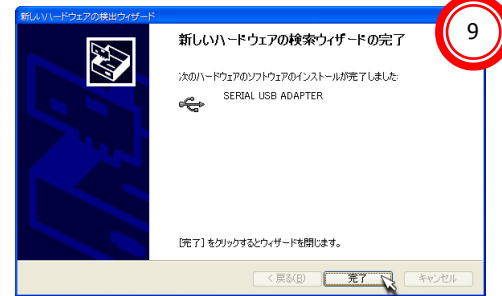 新しいハードウェアの検出ウィザード
9
新しいハードウェアの検索ウィザードの完了
次のハードウェアのソフトウェアのインストールが完了しました:
SERIAL USB ADAPTER
[完了] をクリックするとウィザードを閉じます。
< 戻る(B)
完了
キャンセル